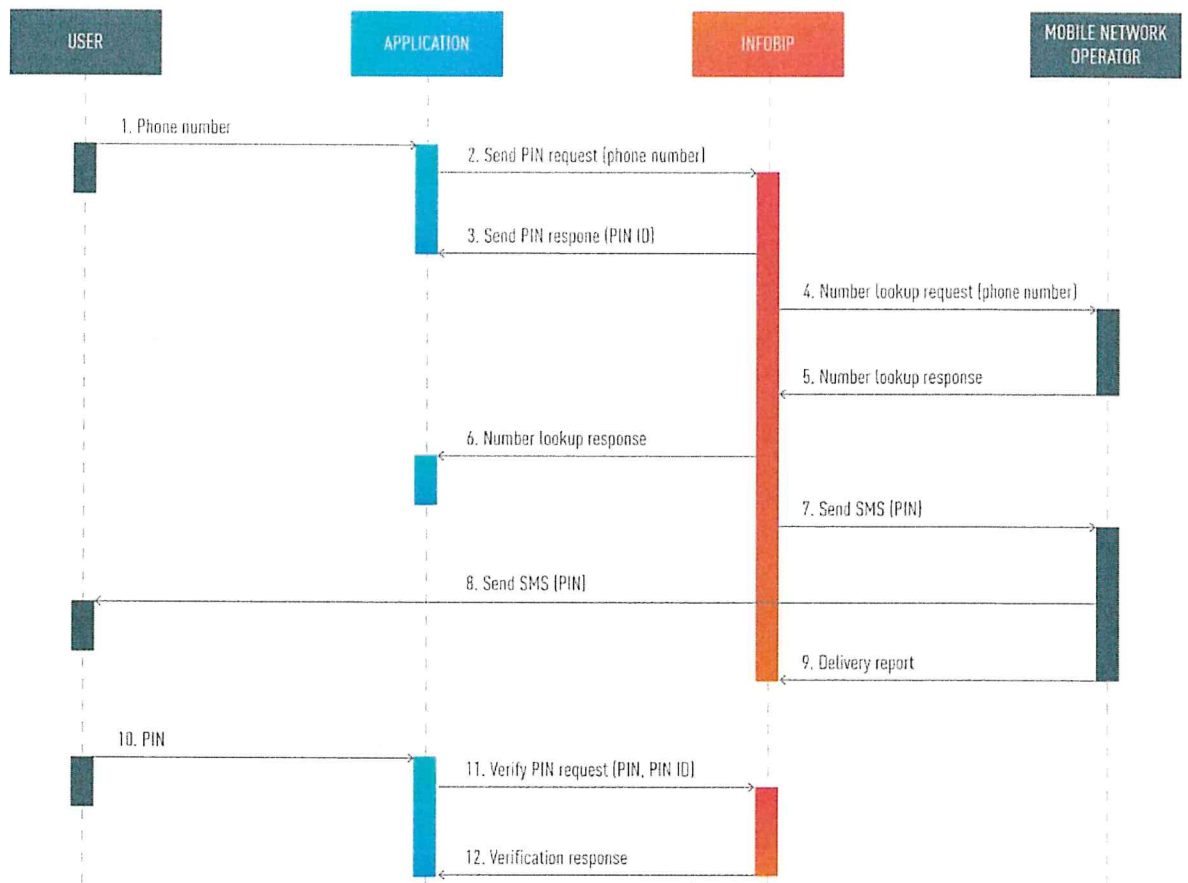 USER
APPLICATION
INFOBIP
MOBILE NETWORK
OPERATOR
1. Phone number
2. Send PIN request (phone number)
3. Send PIN respone (PIN ID)
4. Number lookup request (phone number)
5. Number lookup response
6. Number lookup response
7. Send SMS (PIN)
8. Send SMS (PIN)
9. Delivery report
10. PIN
11. Verify PIN request (PIN, PIN ID)
12. Verification response